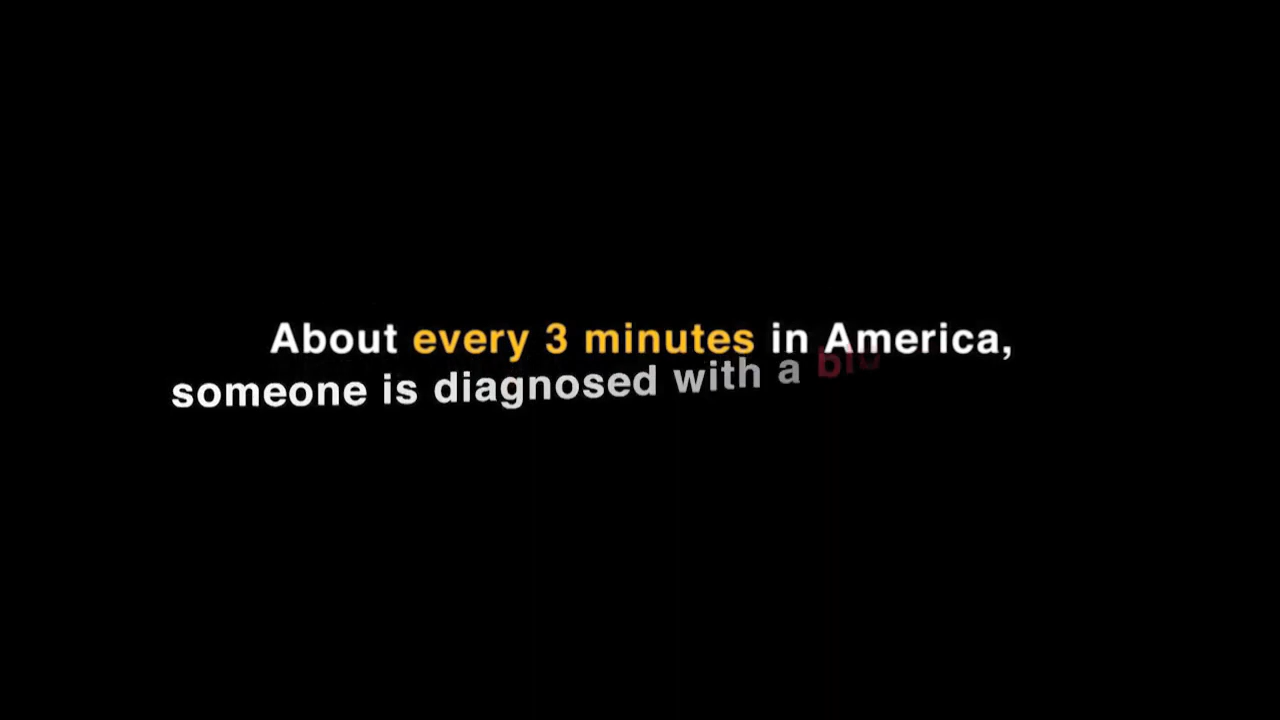 About every 3 minutes in America,
someone is diagnosed with a